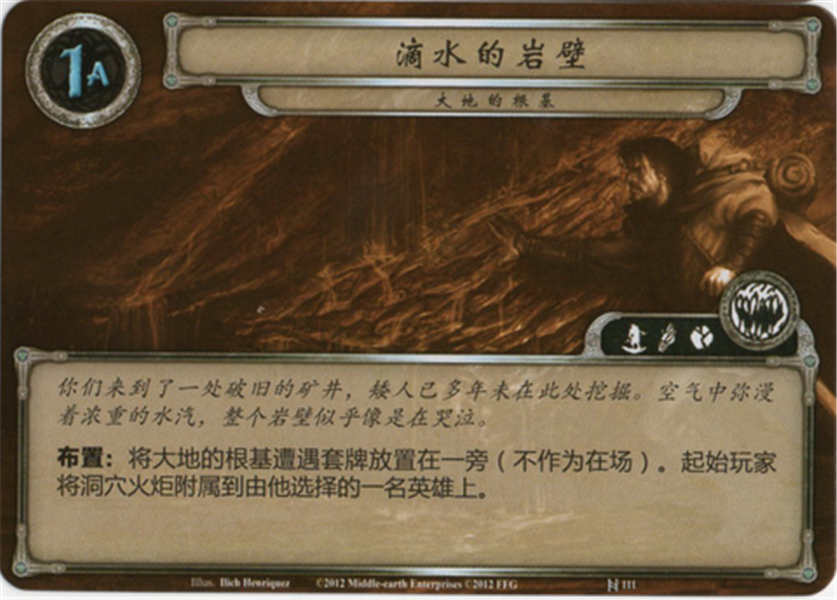 1A
滴水的岩壁
大地的根基
你们来到了一处破旧的矿井，矮人已多年未在此处挖掘。空气中弥漫
着浓重的水汽，整个岩壁似乎像是在哭泣。
布置：将大地的根基遭遇套牌放置在一旁（不作为在场）。起始玩家
将洞穴火炬附属到由他选择的一名英雄上。
Illus. Bich Henriquez ©2012 Middle-earth Enterprises ©2012 FFG 111